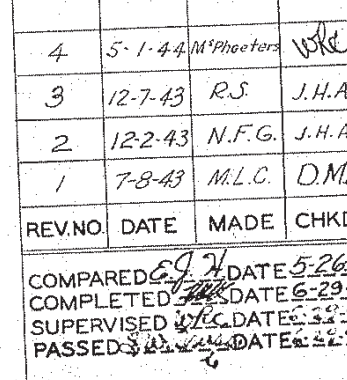 4 5-1-44 McPhoeters
3 12-7-43 R.S. J.H.A
2 12-2-43 N.F.G. J.H.A
1 7-8-43 M.L.C. D.M.
REV.NO. DATE MADE CHKD
COMPARED E.J.H. DATE 5-26
COMPLETED DATE 6-29
SUPERVISED DATE
PASSED DATE